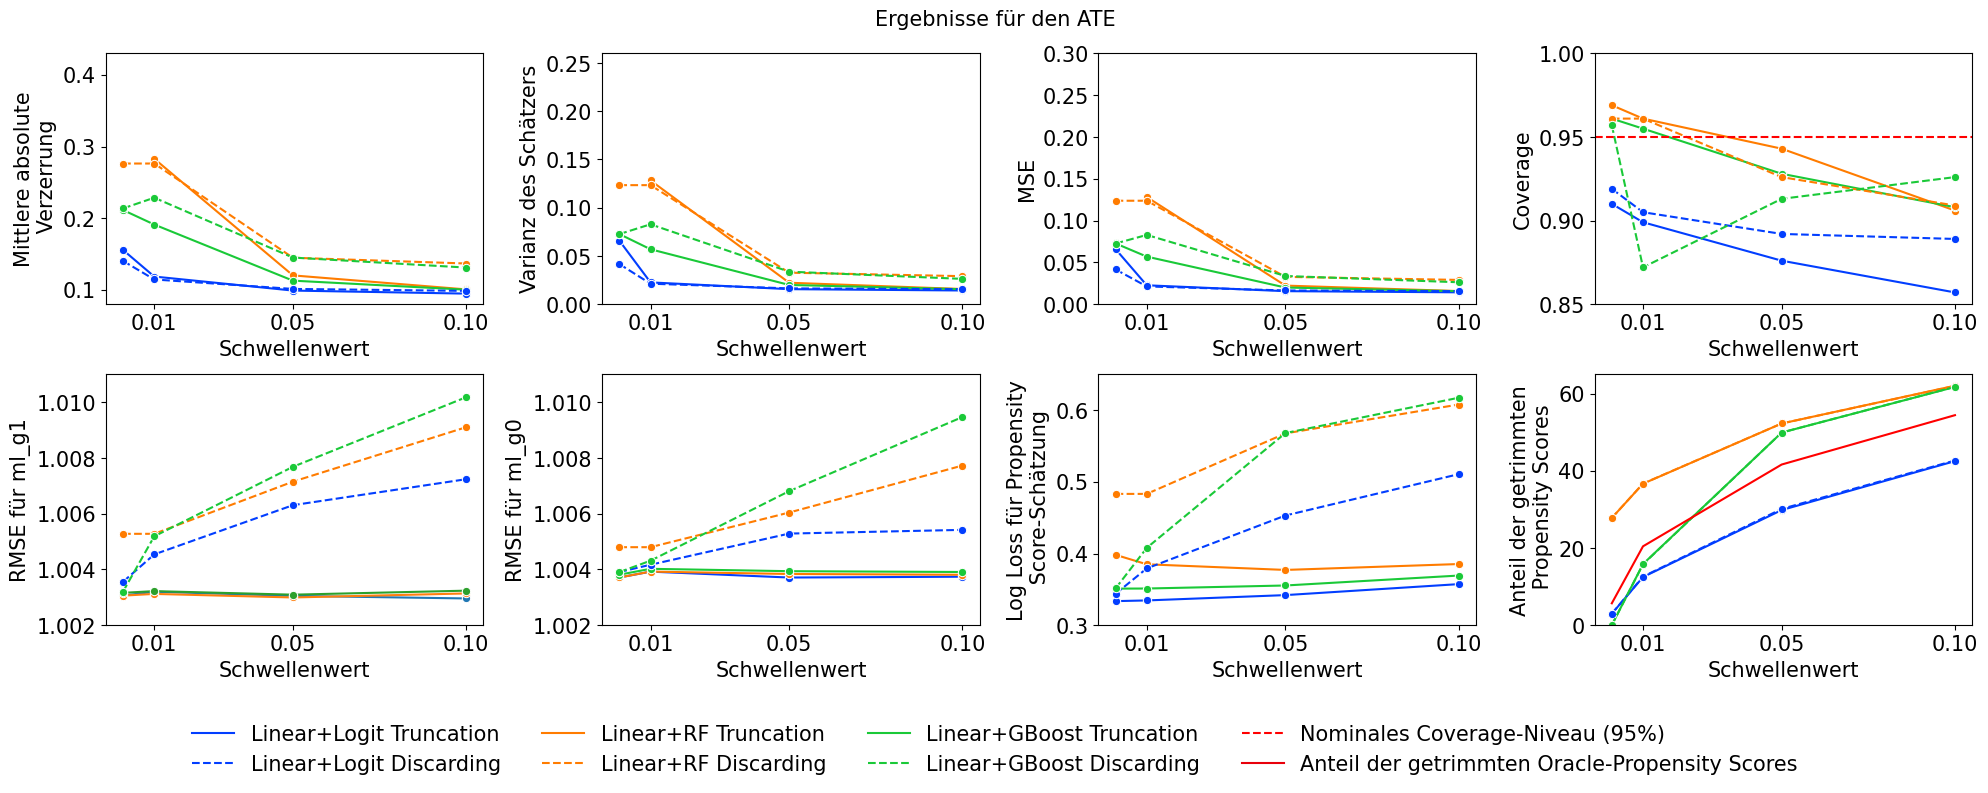 Ergebnisse für den ATE
Mittlere absolute
Verzerrung
0.4
0.3
0.2
0.1
0.01
0.05
0.10
Schwellenwert
Varianz des Schätzers
0.25
0.20
0.15
0.10
0.05
0.00
0.01
0.05
0.10
Schwellenwert
MSE
0.30
0.25
0.20
0.15
0.10
0.05
0.00
0.01
0.05
0.10
Schwellenwert
Coverage
1.00
0.95
0.90
0.85
0.01
0.05
0.10
Schwellenwert
RMSE für ml_g1
1.010
1.008
1.006
1.004
1.002
0.01
0.05
0.10
Schwellenwert
RMSE für ml_g0
1.010
1.008
1.006
1.004
1.002
0.01
0.05
0.10
Schwellenwert
Log Loss für Propensity
Score-Schätzung
0.6
0.5
0.4
0.3
0.01
0.05
0.10
Schwellenwert
Anteil der getrimmten
Propensity Scores
60
40
20
0
0.01
0.05
0.10
Schwellenwert
Linear+Logit Truncation
Linear+Logit Discarding
Linear+RF Truncation
Linear+RF Discarding
Linear+GBoost Truncation
Linear+GBoost Discarding
Nominales Coverage-Niveau (95%)
Anteil der getrimmten Oracle-Propensity Scores